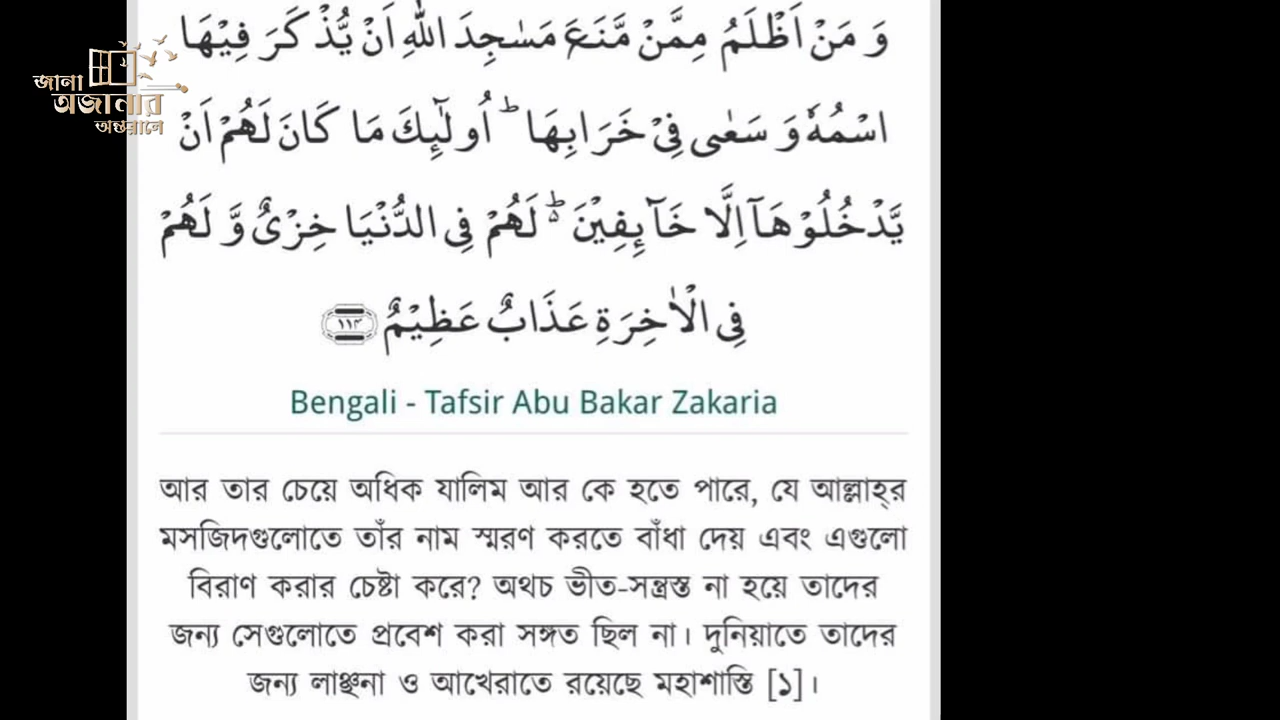 জানা
অজানার
অন্তরালে
وَ مَنْ اَظْلَمُ مِمَّنْ مَّنَعَ مَسٰجِدَ اللّٰهِ اَنْ يُّذْكَرَ فِيْهَا
اسْمُهٗ وَ سَعٰى فِيْ خَرَابِهَا ؕ اُولٰٓىِٕكَ مَا كَانَ لَهُمْ اَنْ
يَّدْخُلُوْهَاۤ اِلَّا خَآىِٕفِيْنَ ؕ۬ لَهُمْ فِي الدُّنْيَا خِزْيٌ وَّ لَهُمْ
فِي الْاٰخِرَةِ عَذَابٌ عَظِيْمٌ ۝۱۱۴
Bengali - Tafsir Abu Bakar Zakaria
আর তার চেয়ে অধিক যালিম আর কে হতে পারে, যে আল্লাহ্‌র
মসজিদগুলোতে তাঁর নাম স্মরণ করতে বাঁধা দেয় এবং এগুলো
বিরাণ করার চেষ্টা করে? অথচ ভীত-সন্ত্রস্ত না হয়ে তাদের
জন্য সেগুলোতে প্রবেশ করা সঙ্গত ছিল না। দুনিয়াতে তাদের
জন্য লাঞ্ছনা ও আখেরাতে রয়েছে মহাশাস্তি [১]।